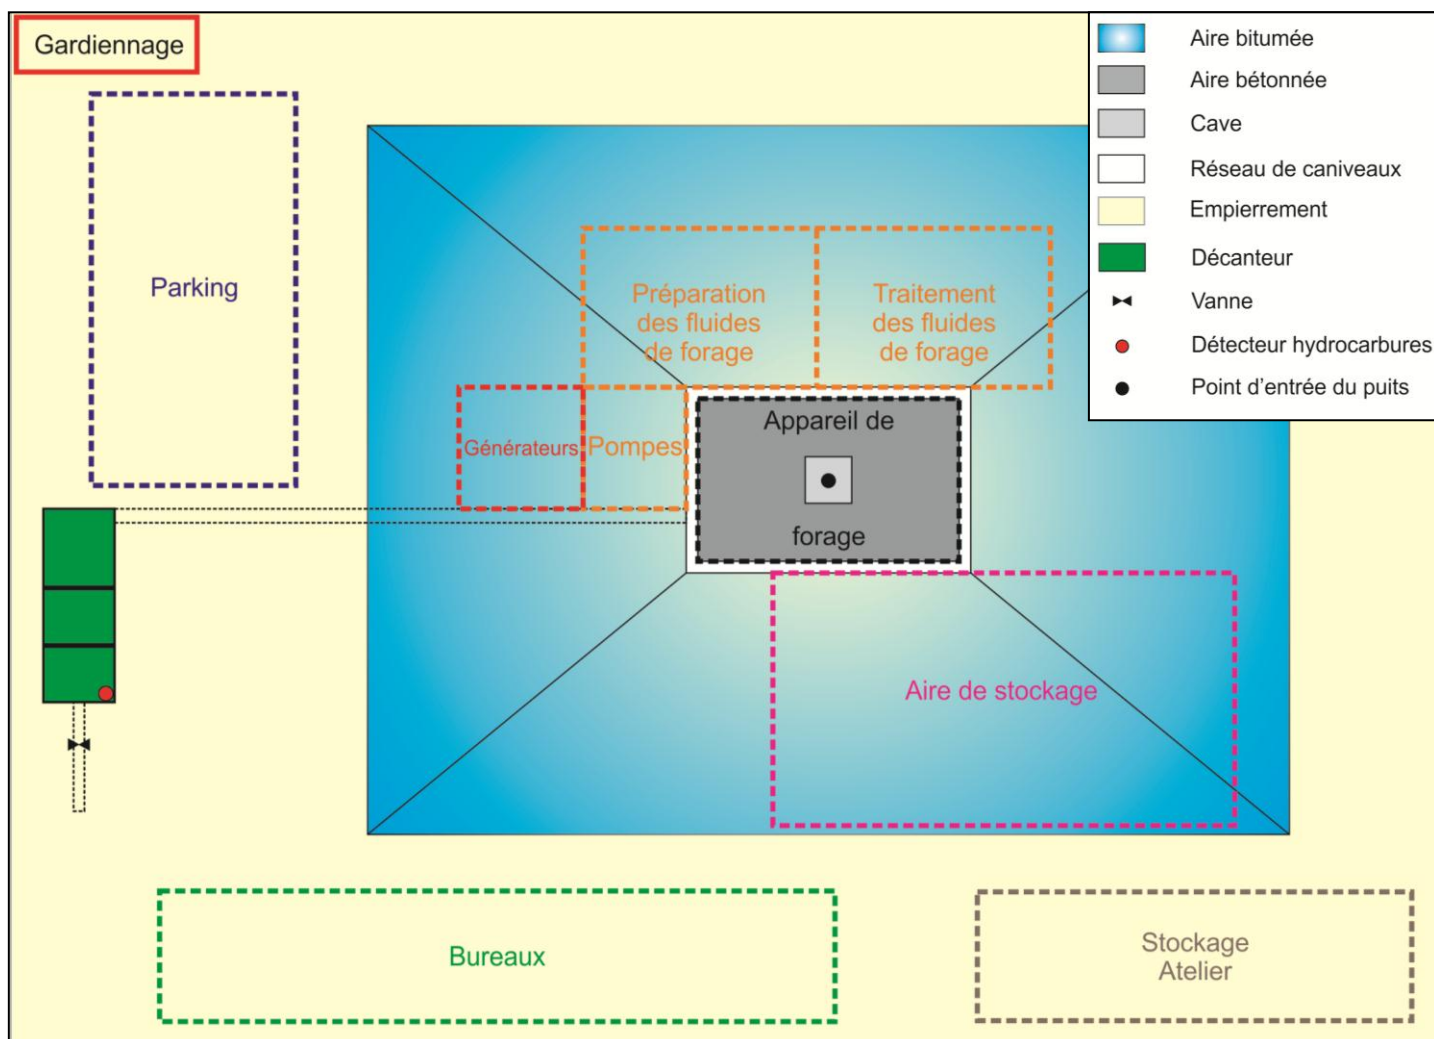 Gardiennage
Aire bitumée
Aire bétonnée
Cave
Réseau de caniveaux
Empierrement
Décanteur
Vanne
Détecteur hydrocarbures
Point d'entrée du puits
Parking
Préparation
des fluides
de forage
Traitement
des fluides
de forage
Générateurs
Pompes
Appareil de
forage
Aire de stockage
Bureaux
Stockage
Atelier